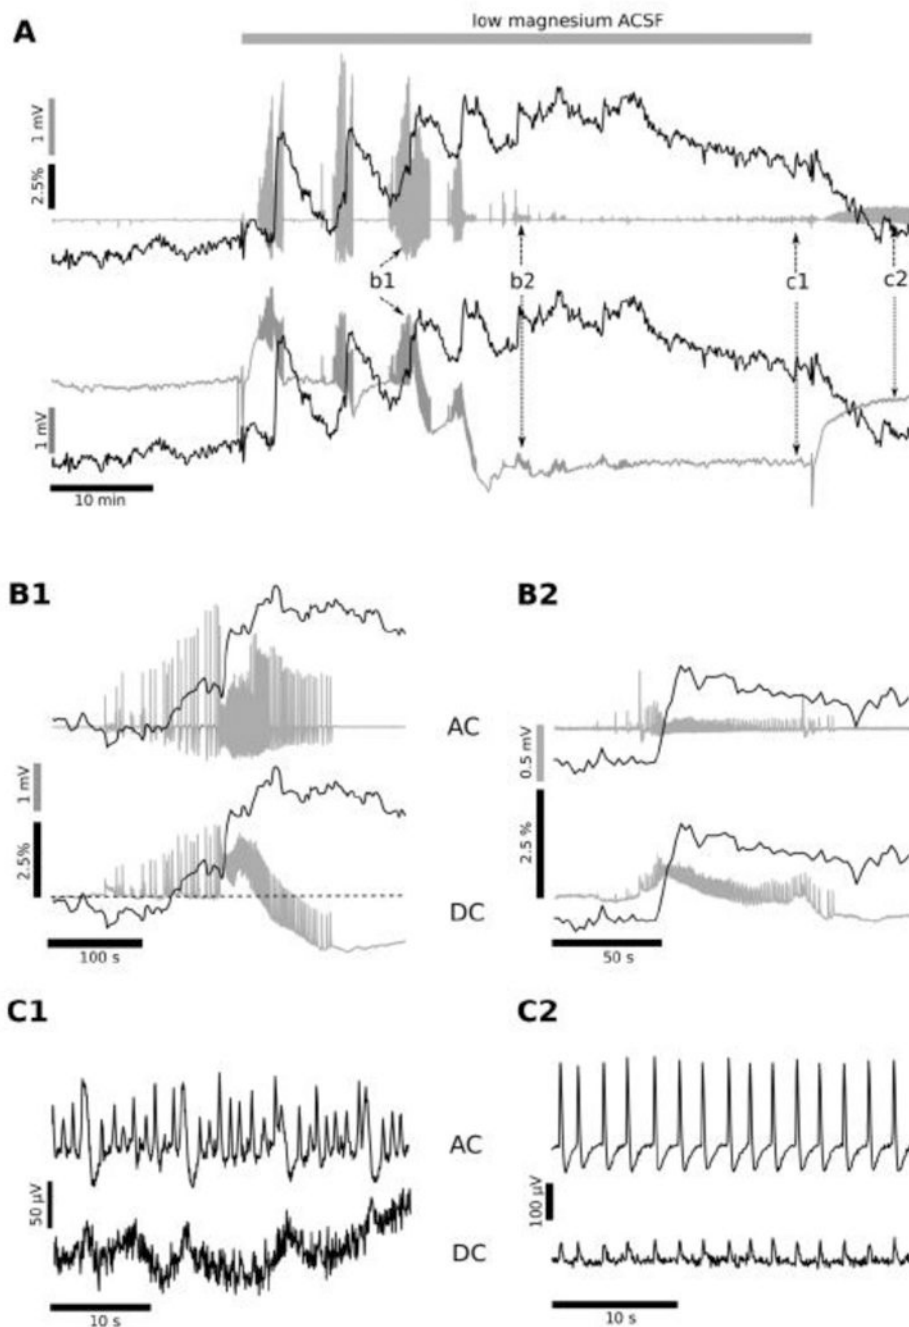 A
low magnesium ACSF
1 mV
2.5%
b1
b2
c1
c2
1 mV
10 min
B1
B2
AC
0.5 mV
1 mV
2.5%
2.5 %
DC
100 s
50 s
C1
C2
AC
50 µV
100 µV
DC
10 s
10 s